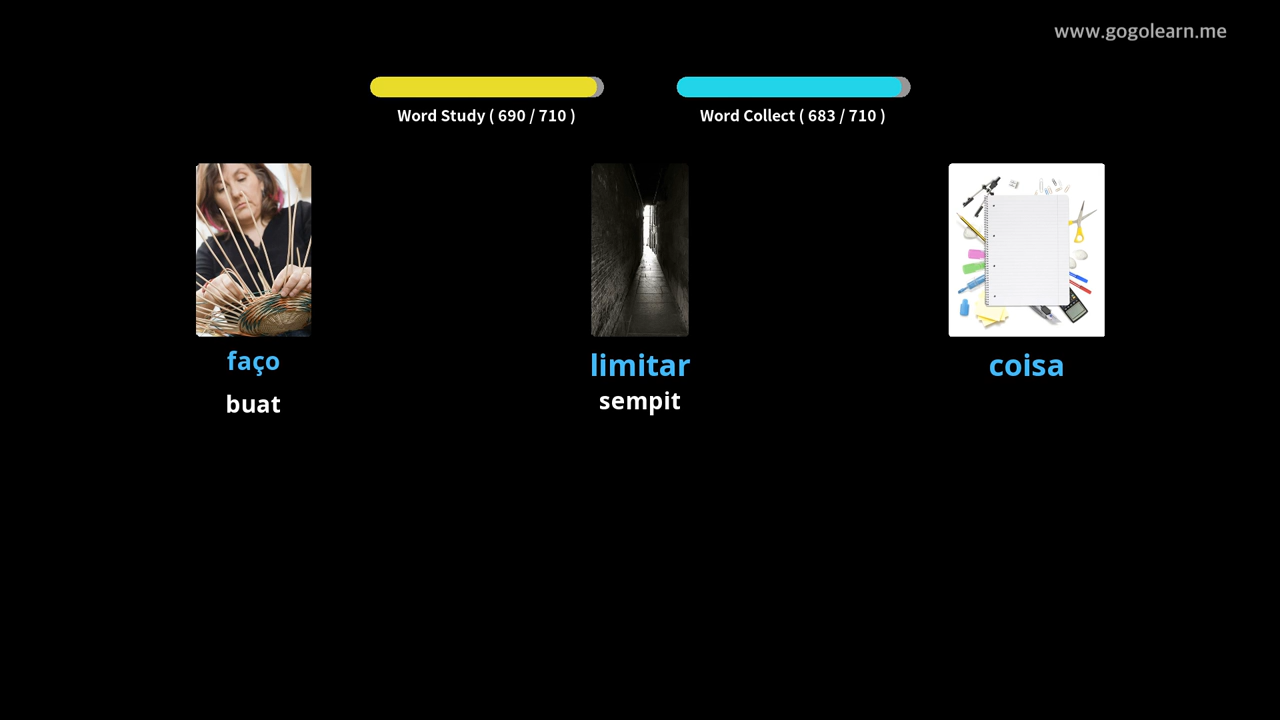 www.gogolearn.me
Word Study ( 690 / 710 )
Word Collect ( 683 / 710 )
faço
buat
limitar
sempit
coisa